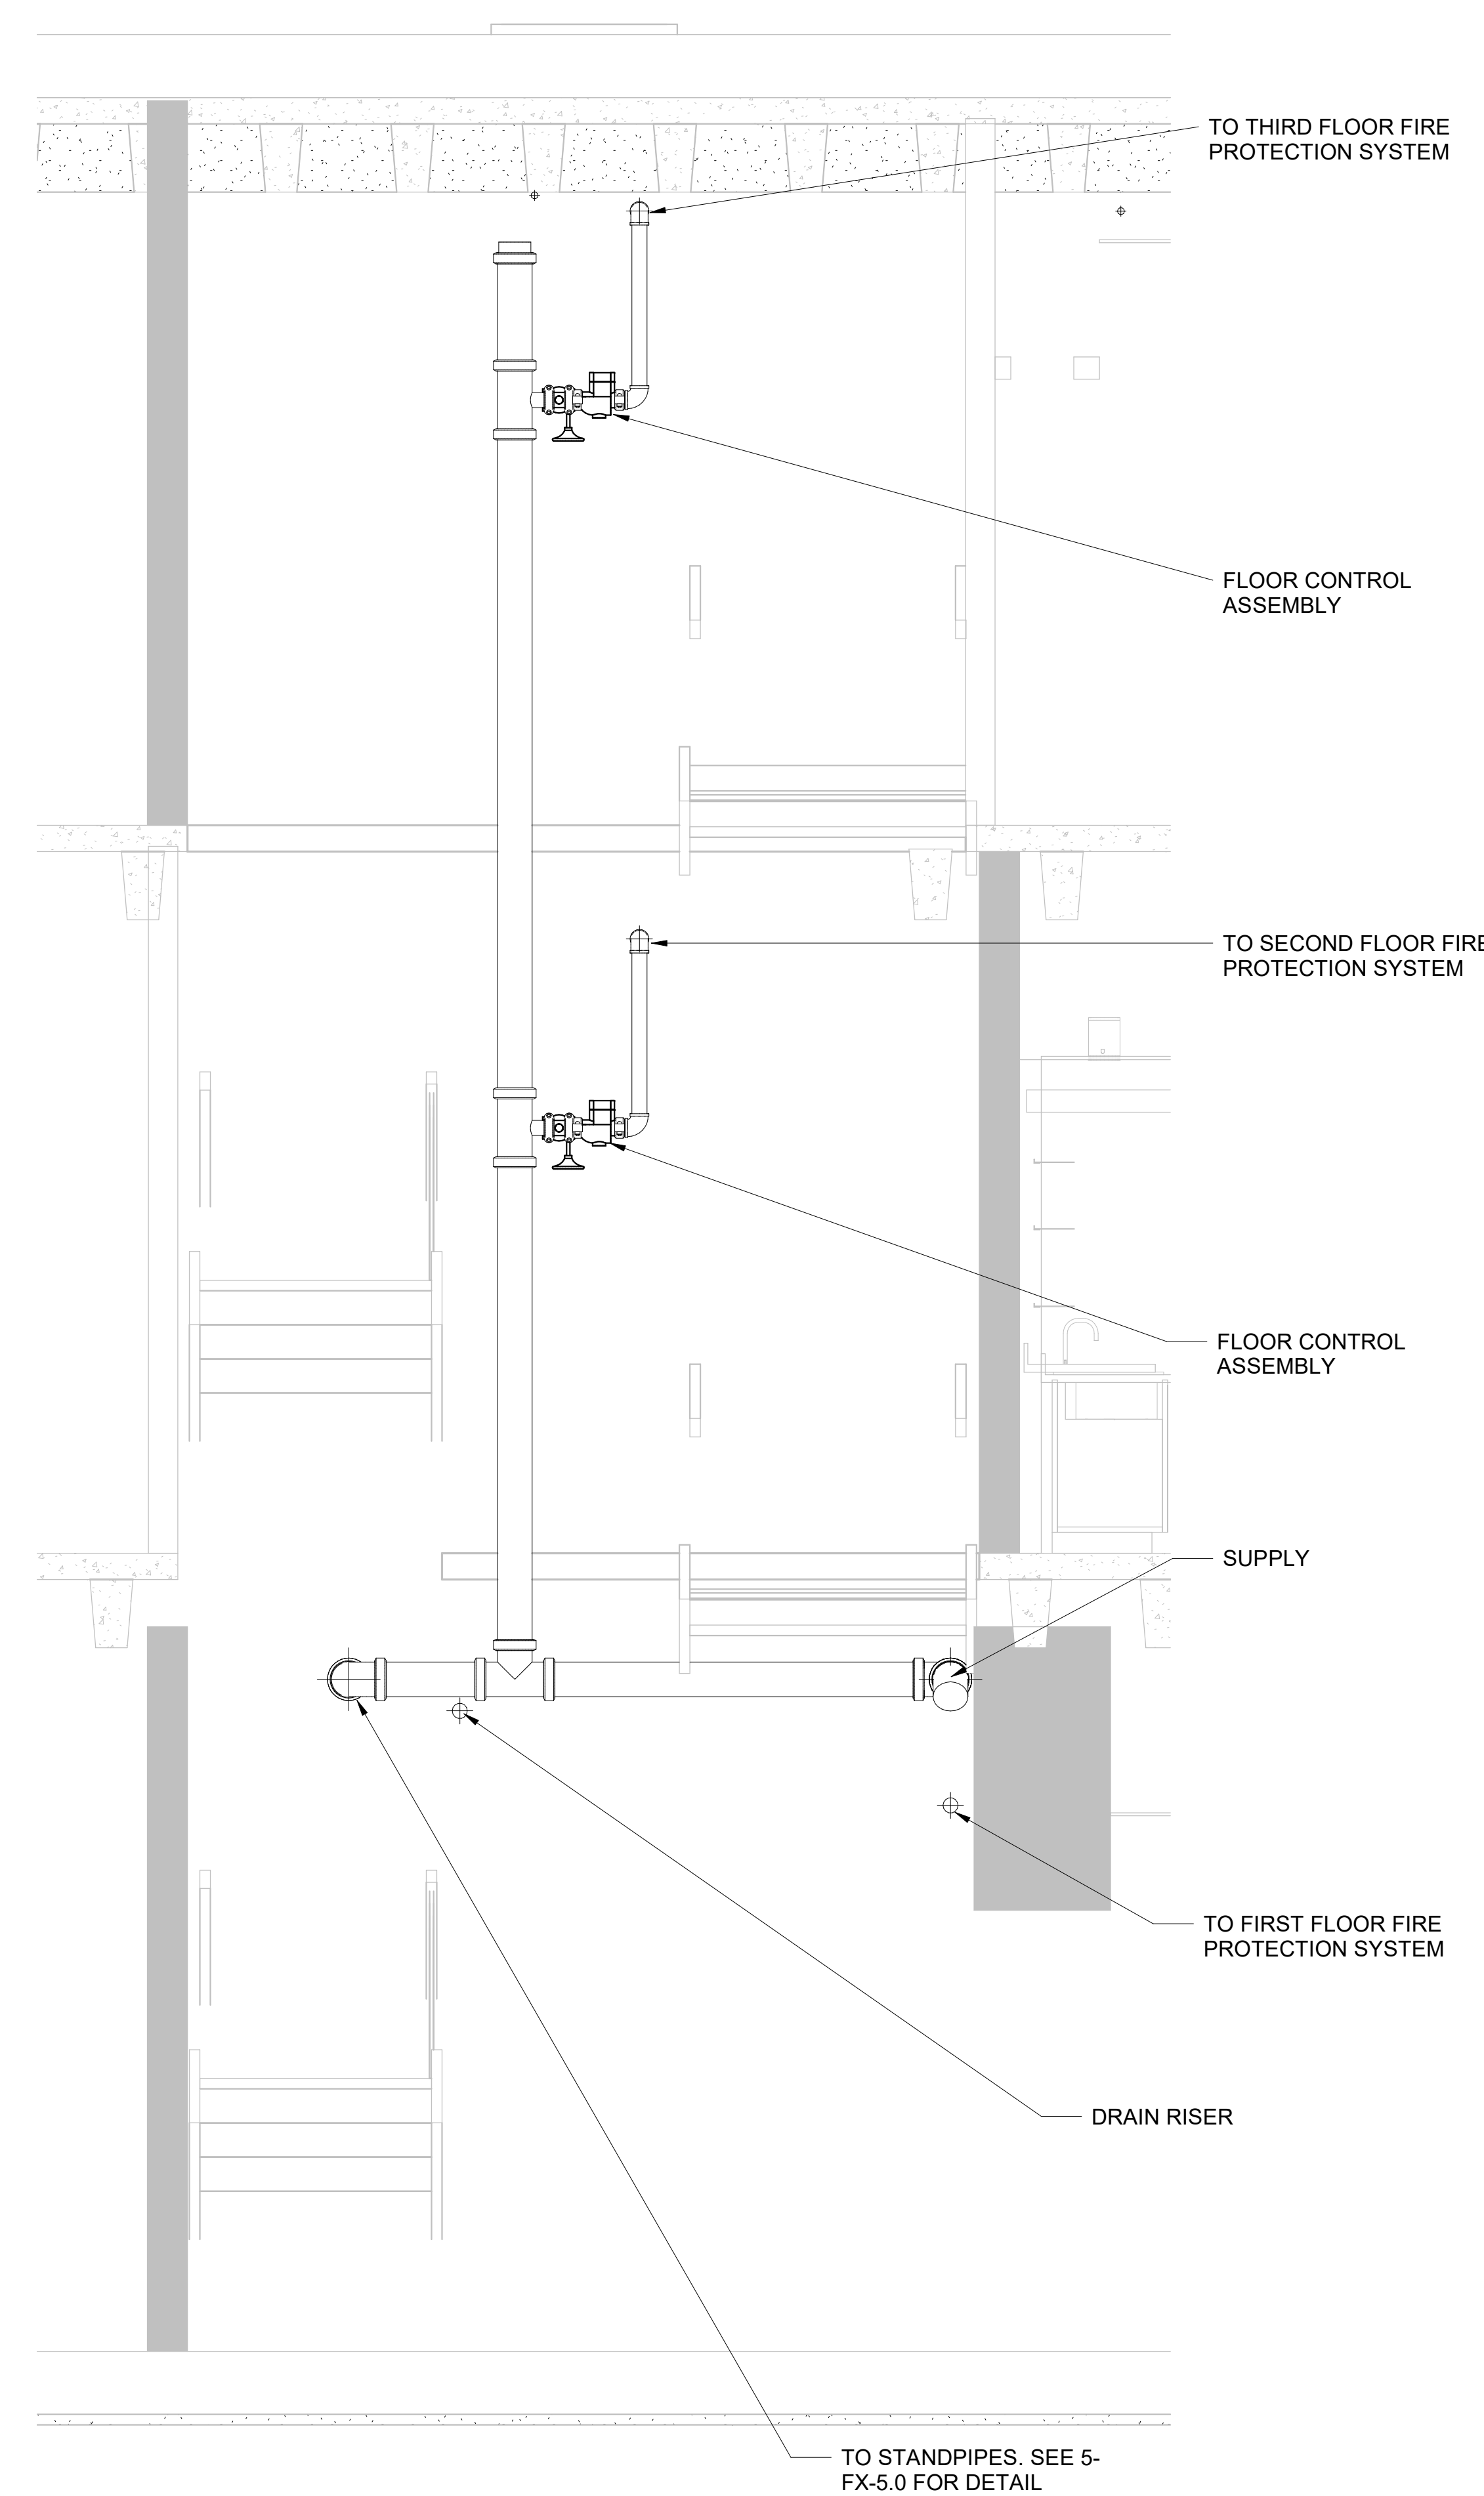 TO THIRD FLOOR FIRE
PROTECTION SYSTEM
FLOOR CONTROL
ASSEMBLY
TO SECOND FLOOR FIRE
PROTECTION SYSTEM
FLOOR CONTROL
ASSEMBLY
SUPPLY
TO FIRST FLOOR FIRE
PROTECTION SYSTEM
DRAIN RISER
TO STANDPIPES. SEE 5-
FX-5.0 FOR DETAIL